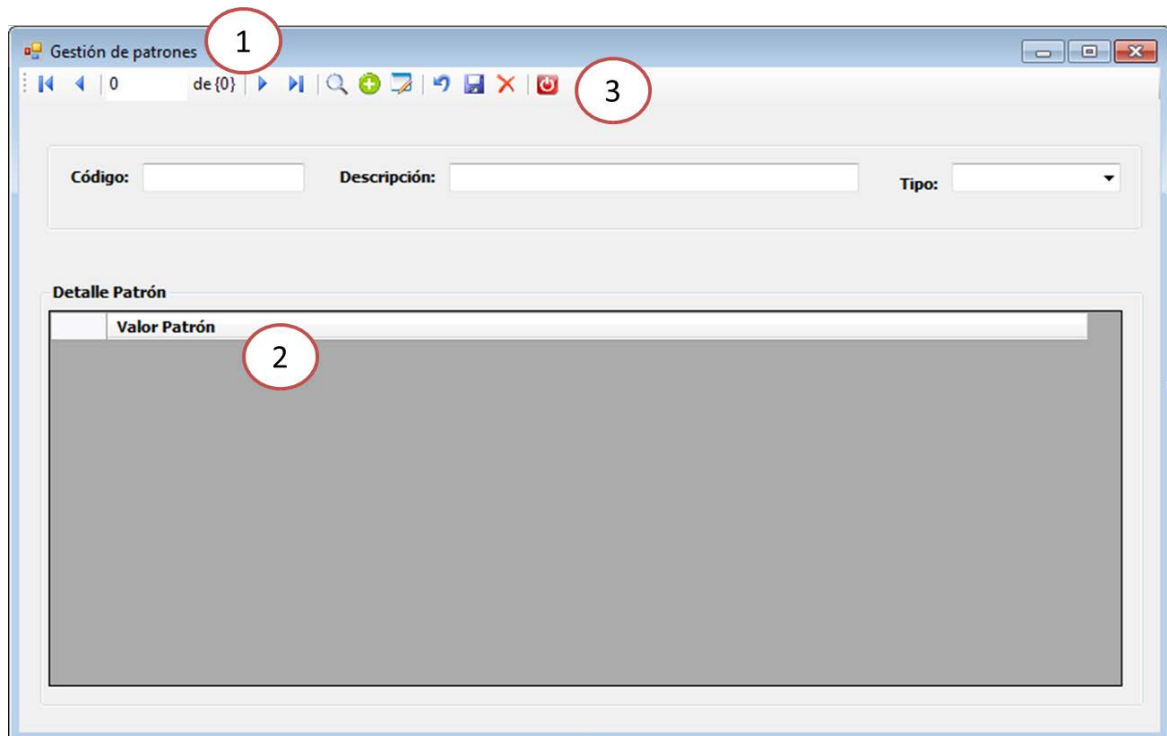 1
Gestión de patrones
0 de {0}
3
Código: Descripción: Tipo:
Detalle Patrón
Valor Patrón
2